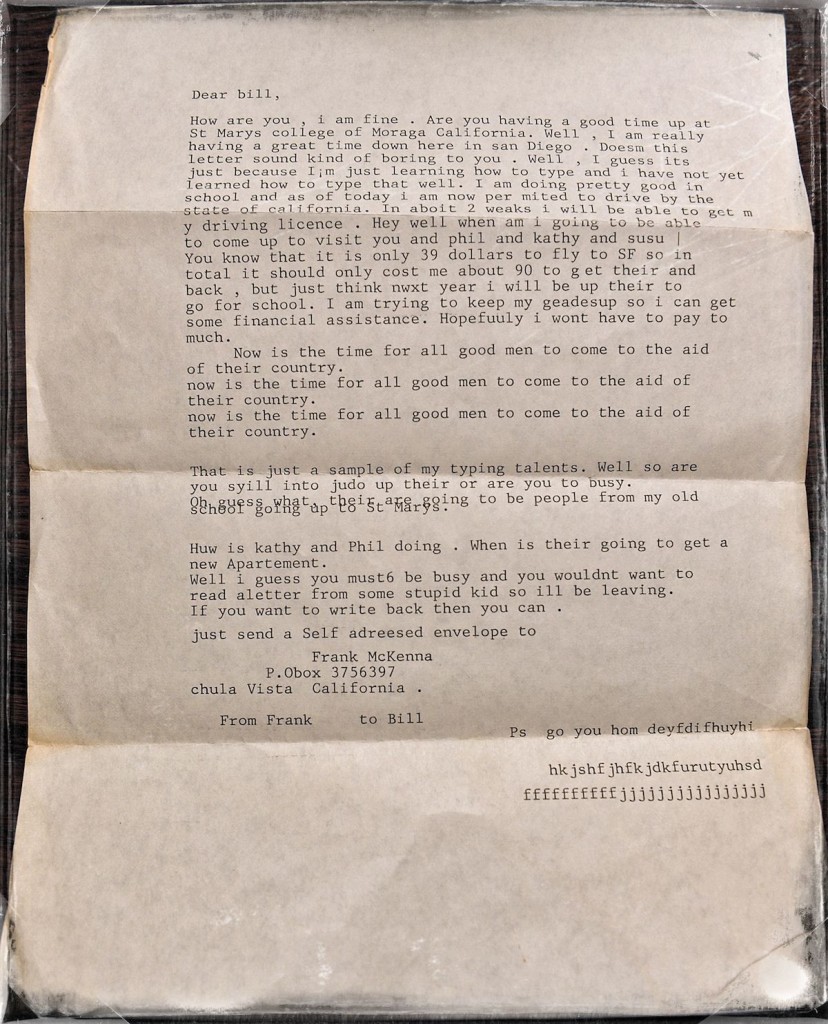 Dear bill,
How are you , i am fine . Are you having a good time up at
St Marys college of Moraga California. Well , I am really
having a great time down here in san Diego . Doesm this
letter sound kind of boring to you . Well , I guess its
just because I¡m just learning how to type and i have not yet
learned how to type that well. I am doing pretty good in
school and as of today i am now per mited to drive by the
state of california. In aboit 2 weaks i will be able to get m
y driving licence . Hey well when am i going to be able
to come up to visit you and phil and kathy and susu |
You know that it is only 39 dollars to fly to SF so in
total it should only cost me about 90 to get their and
back , but just think nwxt year i will be up their to
go for school. I am trying to keep my geadesup so i can get
some financial assistance. Hopefuuly i wont have to pay to
much.
Now is the time for all good men to come to the aid
of their country.
now is the time for all good men to come to the aid of
their country.
now is the time for all good men to come to the aid of
their country.
That is just a sample of my typing talents. Well so are
you syill into judo up their or are you to busy.
Oh guess what, their are going to be people from my old
school going up to St Marys.
Huw is kathy and Phil doing . When is their going to get a
new Apartement.
Well i guess you must6 be busy and you wouldnt want to
read aletter from some stupid kid so ill be leaving.
If you want to write back then you can .
just send a Self adreesed envelope to
Frank McKenna
P.Obox 3756397
chula Vista California .
From Frank to Bill
Ps go you hom deyfdifhuyhi
hkjshfjhfkjdkfurutyuhsd
ffffffffffjjjjjjjjjjjjjjjj